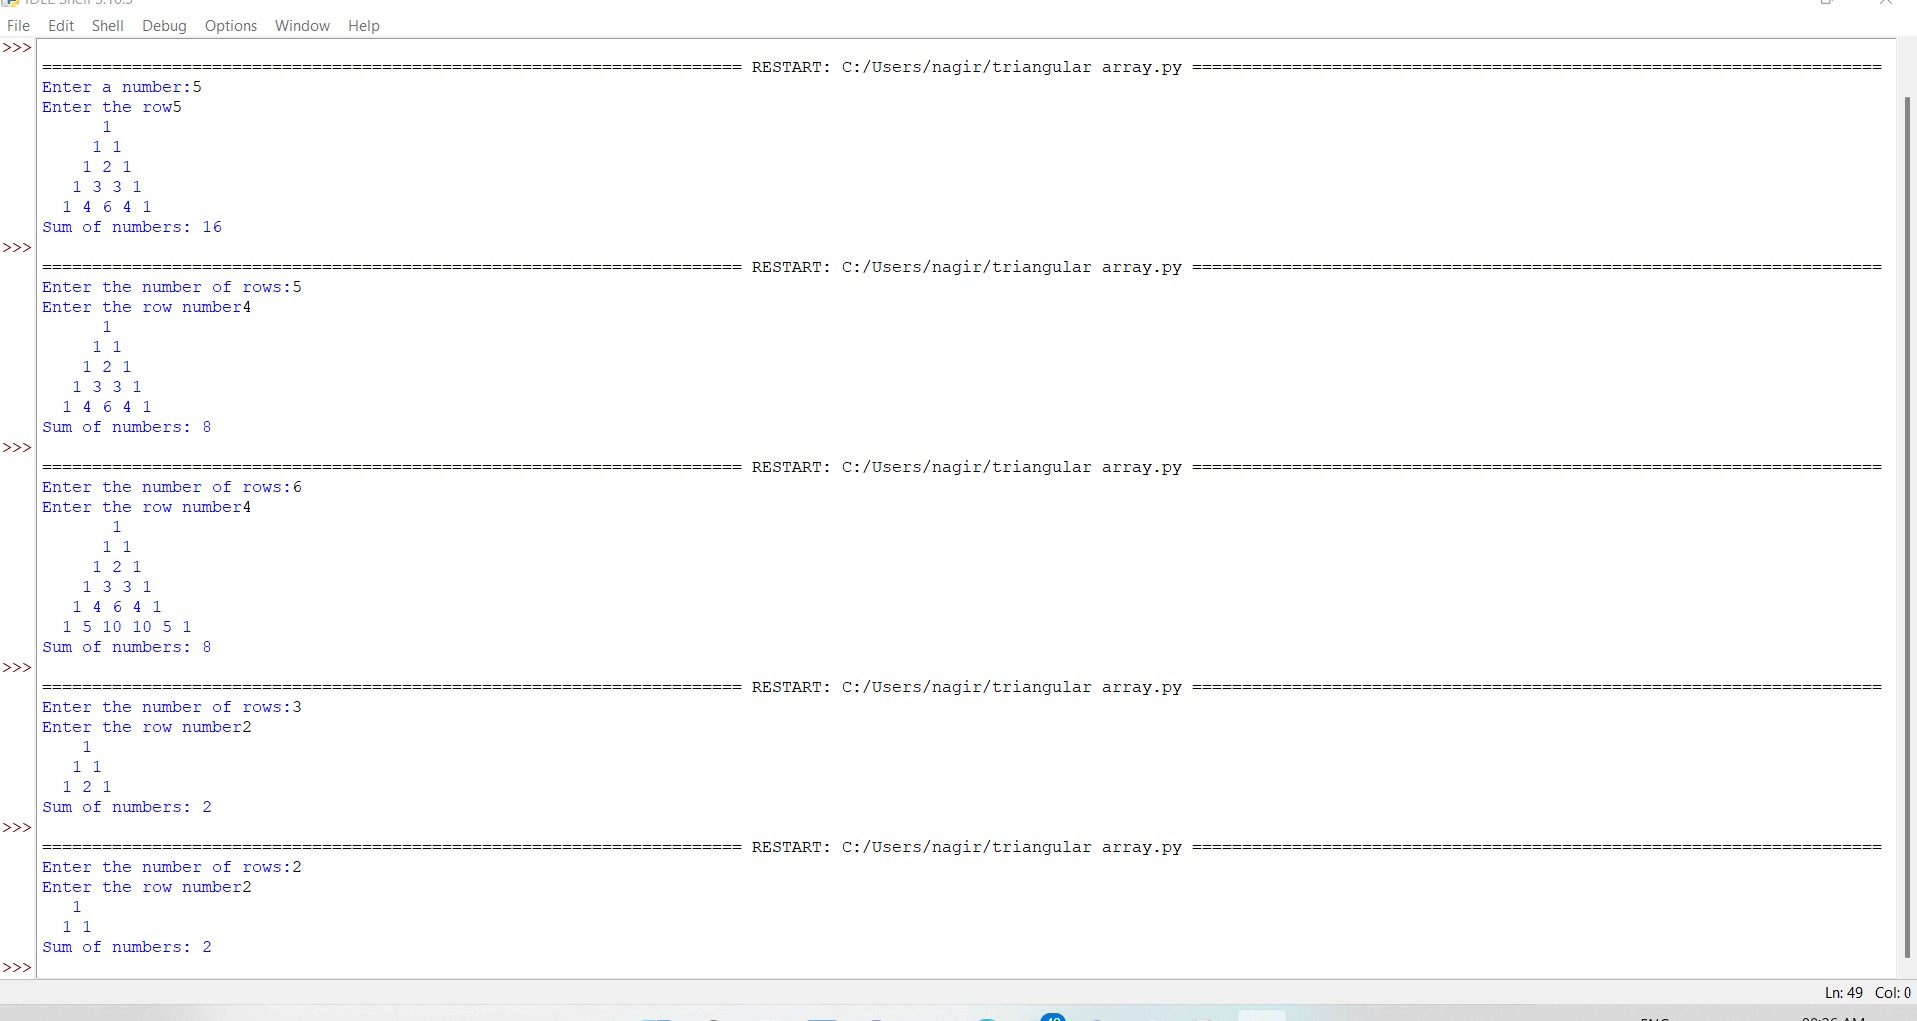 IDLE Shell 3.10.5
File Edit Shell Debug Options Window Help
>>>
====================================================================== RESTART: C:/Users/nagir/triangular array.py =====================================================================
Enter a number:5
Enter the row5
1
1 1
1 2 1
1 3 3 1
1 4 6 4 1
Sum of numbers: 16
>>>
====================================================================== RESTART: C:/Users/nagir/triangular array.py =====================================================================
Enter the number of rows:5
Enter the row number4
1
1 1
1 2 1
1 3 3 1
1 4 6 4 1
Sum of numbers: 8
>>>
====================================================================== RESTART: C:/Users/nagir/triangular array.py =====================================================================
Enter the number of rows:6
Enter the row number4
1
1 1
1 2 1
1 3 3 1
1 4 6 4 1
1 5 10 10 5 1
Sum of numbers: 8
>>>
====================================================================== RESTART: C:/Users/nagir/triangular array.py =====================================================================
Enter the number of rows:3
Enter the row number2
1
1 1
1 2 1
Sum of numbers: 2
>>>
====================================================================== RESTART: C:/Users/nagir/triangular array.py =====================================================================
Enter the number of rows:2
Enter the row number2
1
1 1
Sum of numbers: 2
>>>
Ln: 49 Col: 0